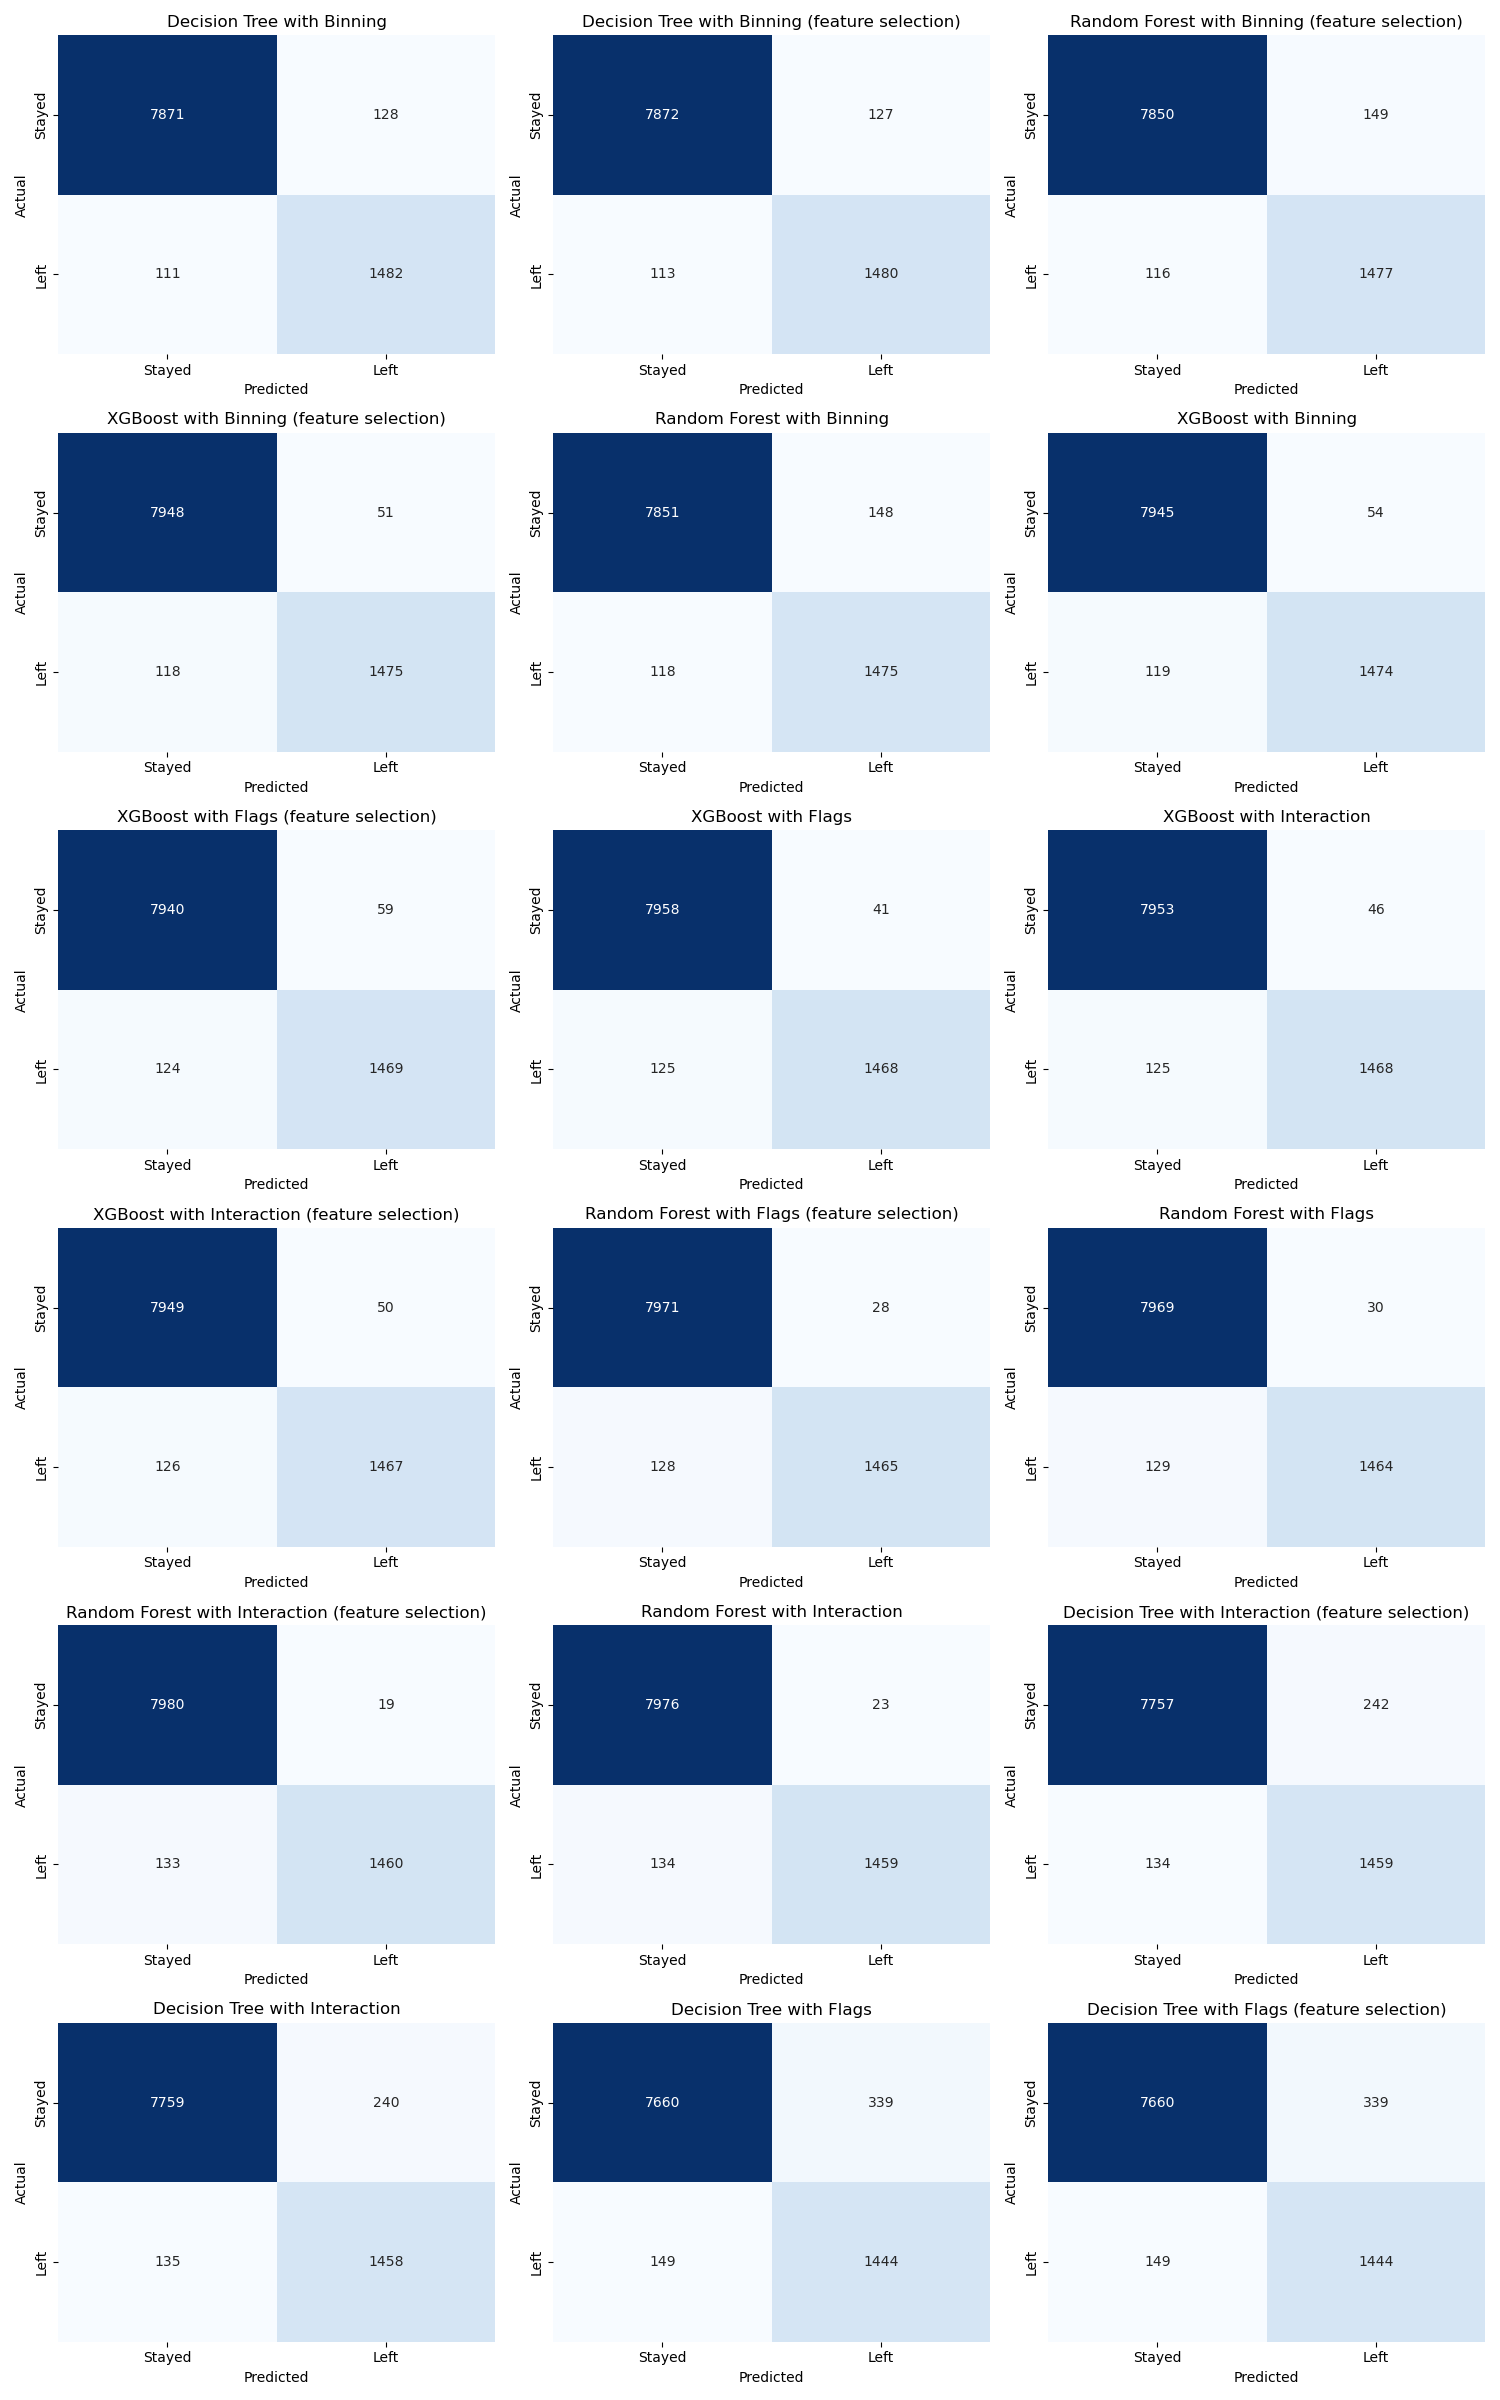 Decision Tree with Binning
Decision Tree with Binning (feature selection)
Random Forest with Binning (feature selection)
Stayed
7871
128
Stayed
7872
127
Stayed
7850
149
Actual
Actual
Actual
Left
111
1482
Left
113
1480
Left
116
1477
Stayed
Left
Stayed
Left
Stayed
Left
Predicted
Predicted
Predicted
XGBoost with Binning (feature selection)
Random Forest with Binning
XGBoost with Binning
Stayed
7948
51
Stayed
7851
148
Stayed
7945
54
Actual
Actual
Actual
Left
118
1475
Left
118
1475
Left
119
1474
Stayed
Left
Stayed
Left
Stayed
Left
Predicted
Predicted
Predicted
XGBoost with Flags (feature selection)
XGBoost with Flags
XGBoost with Interaction
Stayed
7940
59
Stayed
7958
41
Stayed
7953
46
Actual
Actual
Actual
Left
124
1469
Left
125
1468
Left
125
1468
Stayed
Left
Stayed
Left
Stayed
Left
Predicted
Predicted
Predicted
XGBoost with Interaction (feature selection)
Random Forest with Flags (feature selection)
Random Forest with Flags
Stayed
7949
50
Stayed
7971
28
Stayed
7969
30
Actual
Actual
Actual
Left
126
1467
Left
128
1465
Left
129
1464
Stayed
Left
Stayed
Left
Stayed
Left
Predicted
Predicted
Predicted
Random Forest with Interaction (feature selection)
Random Forest with Interaction
Decision Tree with Interaction (feature selection)
Stayed
7980
19
Stayed
7976
23
Stayed
7757
242
Actual
Actual
Actual
Left
133
1460
Left
134
1459
Left
134
1459
Stayed
Left
Stayed
Left
Stayed
Left
Predicted
Predicted
Predicted
Decision Tree with Interaction
Decision Tree with Flags
Decision Tree with Flags (feature selection)
Stayed
7759
240
Stayed
7660
339
Stayed
7660
339
Actual
Actual
Actual
Left
135
1458
Left
149
1444
Left
149
1444
Stayed
Left
Stayed
Left
Stayed
Left
Predicted
Predicted
Predicted